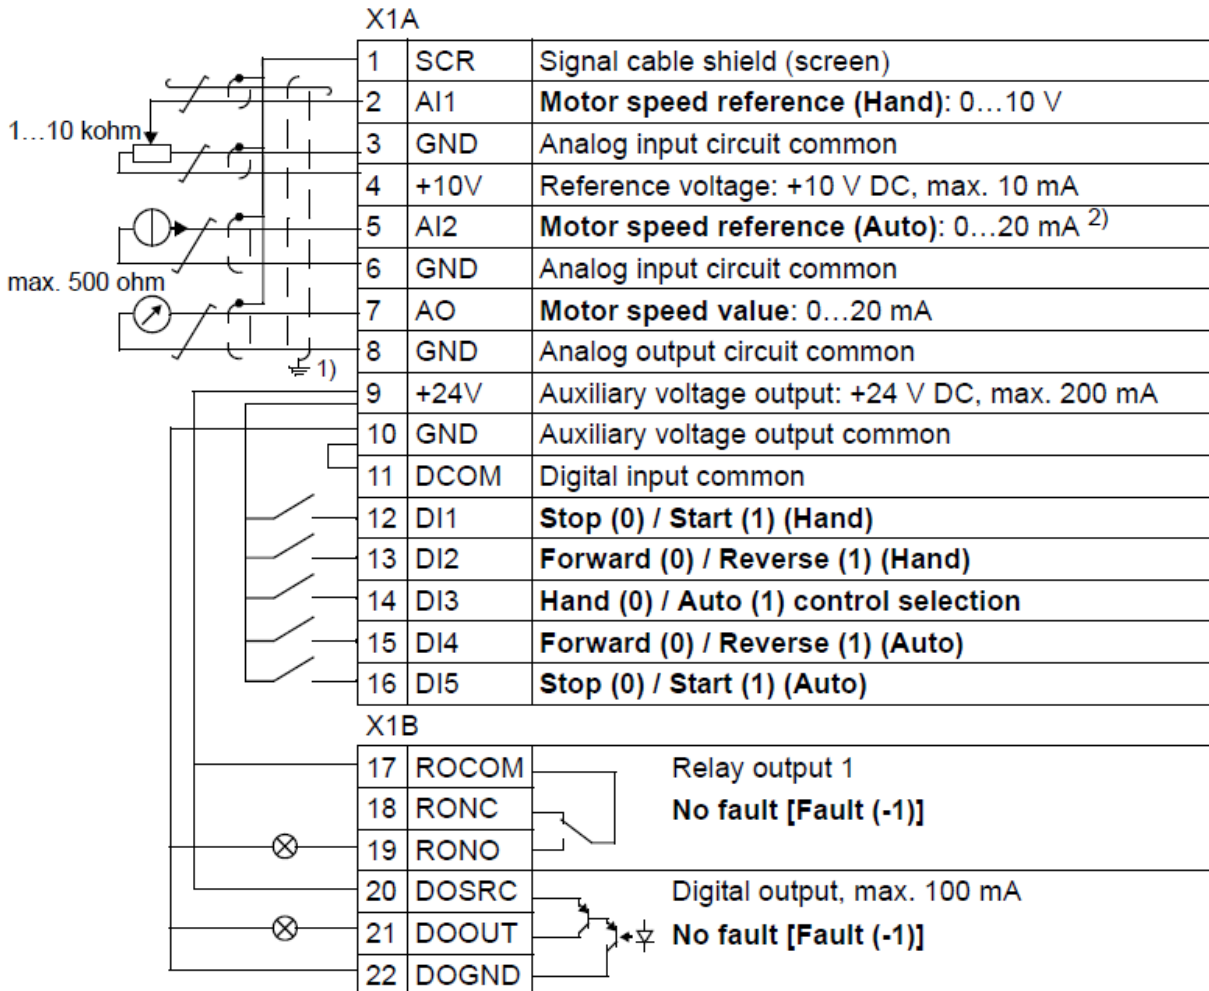 X1A
1 SCR Signal cable shield (screen)
2 AI1 Motor speed reference (Hand): 0…10 V
1…10 kohm
3 GND Analog input circuit common
4 +10V Reference voltage: +10 V DC, max. 10 mA
5 AI2 Motor speed reference (Auto): 0…20 mA 2)
6 GND Analog input circuit common
max. 500 ohm
7 AO Motor speed value: 0…20 mA
8 GND Analog output circuit common
1)
9 +24V Auxiliary voltage output: +24 V DC, max. 200 mA
10 GND Auxiliary voltage output common
11 DCOM Digital input common
12 DI1 Stop (0) / Start (1) (Hand)
13 DI2 Forward (0) / Reverse (1) (Hand)
14 DI3 Hand (0) / Auto (1) control selection
15 DI4 Forward (0) / Reverse (1) (Auto)
16 DI5 Stop (0) / Start (1) (Auto)
X1B
17 ROCOM Relay output 1
18 RONC No fault [Fault (-1)]
19 RONO
20 DOSRC Digital output, max. 100 mA
21 DOOUT No fault [Fault (-1)]
22 DOGND